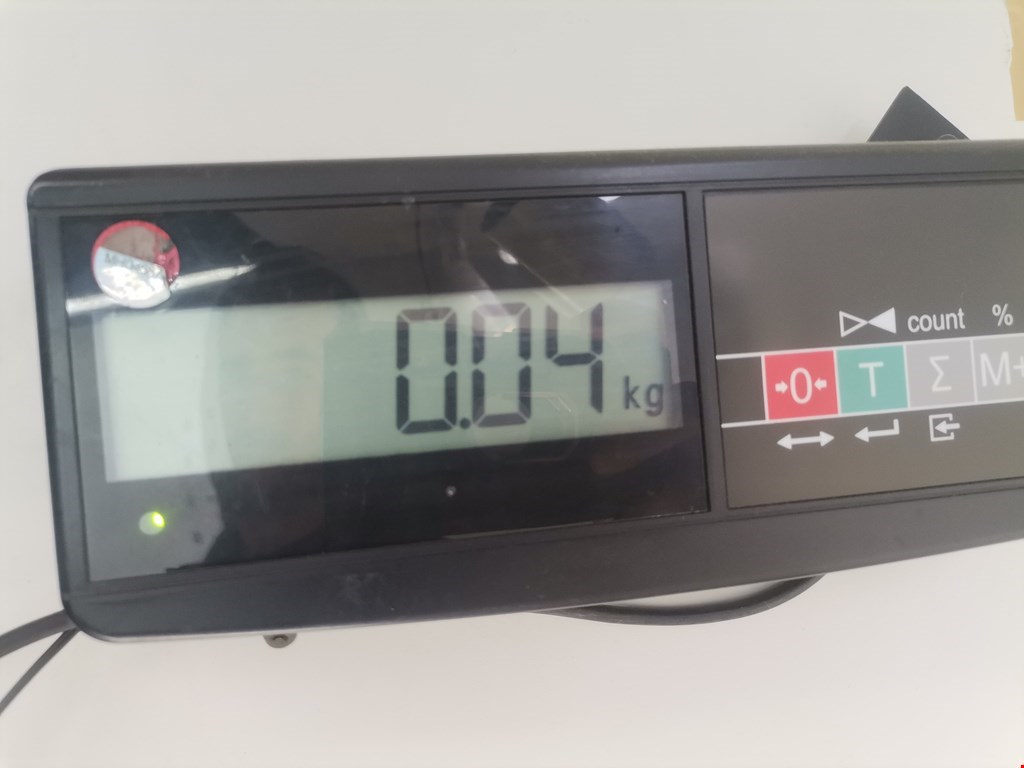 0.04 kg
count %
→0← T Σ M+